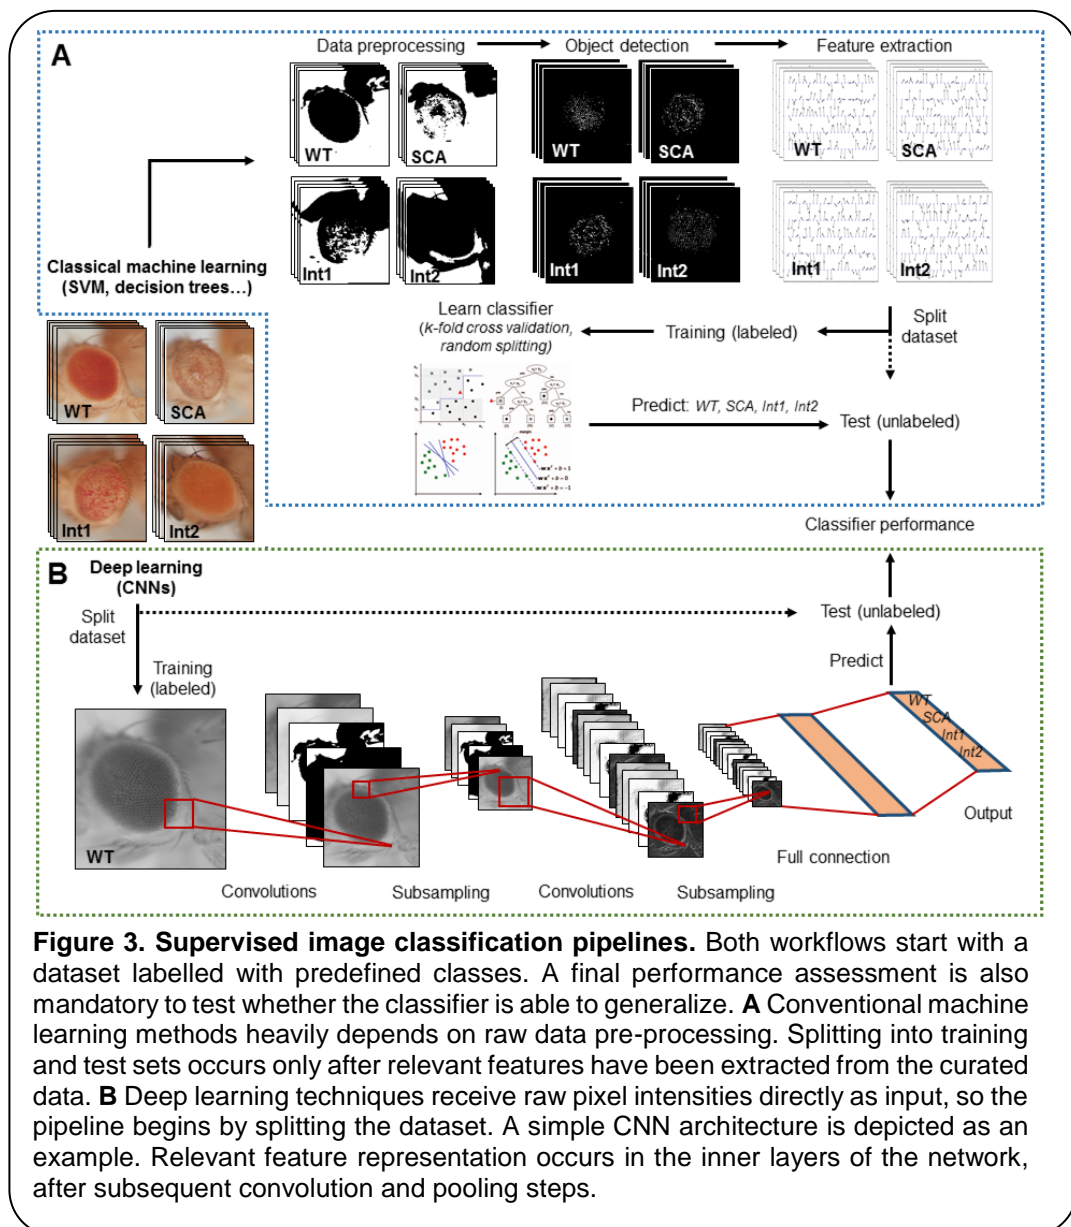 A
Data preprocessing
Object detection
Feature extraction
WT
SCA
WT
SCA
WT
SCA
Int1
Int2
Int1
Int2
Int1
Int2
Classical machine learning
(SVM, decision trees…)
WT
SCA
Int1
Int2
Learn classifier
(k-fold cross validation,
random splitting)
Training (labeled)
Split
dataset
margin
wxᵀ + b = 1
wxᵀ + b = 0
wxᵀ + b = -1
Predict: WT, SCA, Int1, Int2
Test (unlabeled)
Classifier performance
B
Deep learning
(CNNs)
Split
dataset
Training
(labeled)
Test (unlabeled)
Predict
WT
WT
SCA
Int1
Int2
Output
Full connection
Convolutions
Subsampling
Convolutions
Subsampling
Figure 3. Supervised image classification pipelines. Both workflows start with a
dataset labelled with predefined classes. A final performance assessment is also
mandatory to test whether the classifier is able to generalize. A Conventional machine
learning methods heavily depends on raw data pre-processing. Splitting into training
and test sets occurs only after relevant features have been extracted from the curated
data. B Deep learning techniques receive raw pixel intensities directly as input, so the
pipeline begins by splitting the dataset. A simple CNN architecture is depicted as an
example. Relevant feature representation occurs in the inner layers of the network,
after subsequent convolution and pooling steps.